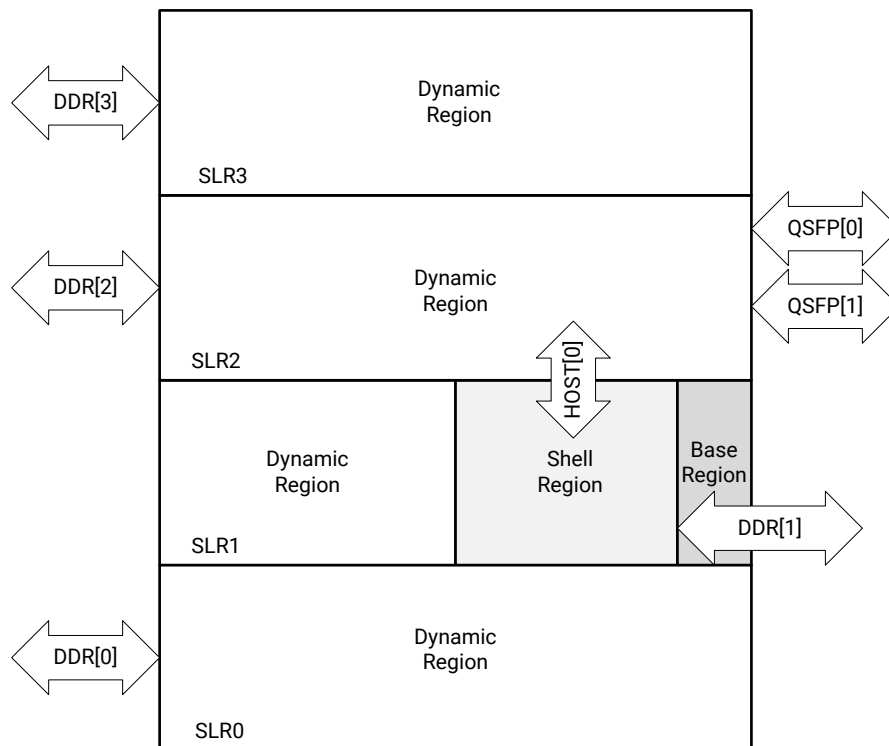 Dynamic
Region
DDR[3]
SLR3
QSFP[0]
Dynamic
Region
DDR[2]
QSFP[1]
SLR2
HOST[0]
Dynamic
Region
Shell
Region
Base
Region
DDR[1]
SLR1
Dynamic
Region
DDR[0]
SLR0